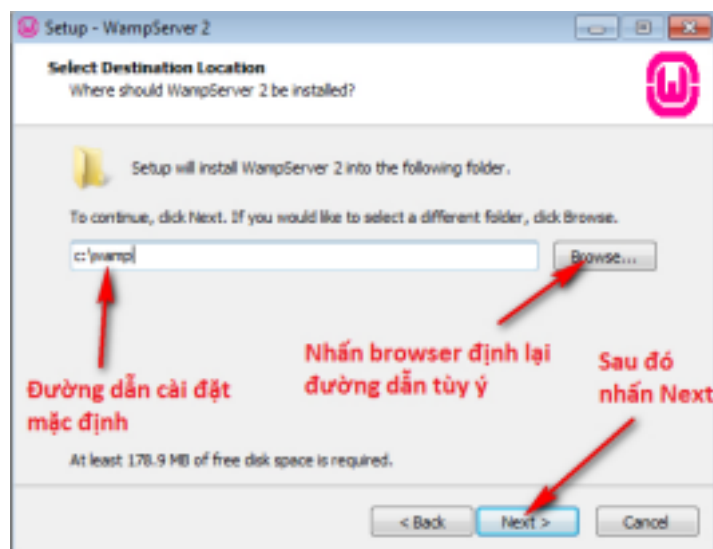 Setup - WampServer 2
Select Destination Location
Where should WampServer 2 be installed?
Setup will install WampServer 2 into the following folder.
To continue, click Next. If you would like to select a different folder, click Browse.
c:\wamp
Browse...
Nhấn browser định lại
đường dẫn tùy ý
Sau đó
nhấn Next
Đường dẫn cài đặt
mặc định
At least 178.9 MB of free disk space is required.
< Back
Next >
Cancel